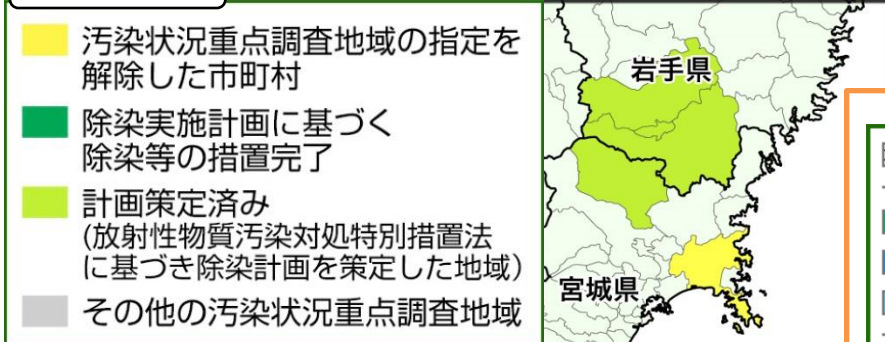 汚染状況重点調査地域の指定を
解除した市町村
除染実施計画に基づく
除染等の措置完了
計画策定済み
(放射性物質汚染対処特別措置法
に基づき除染計画を策定した地域)
その他の汚染状況重点調査地域
岩手県
宮城県